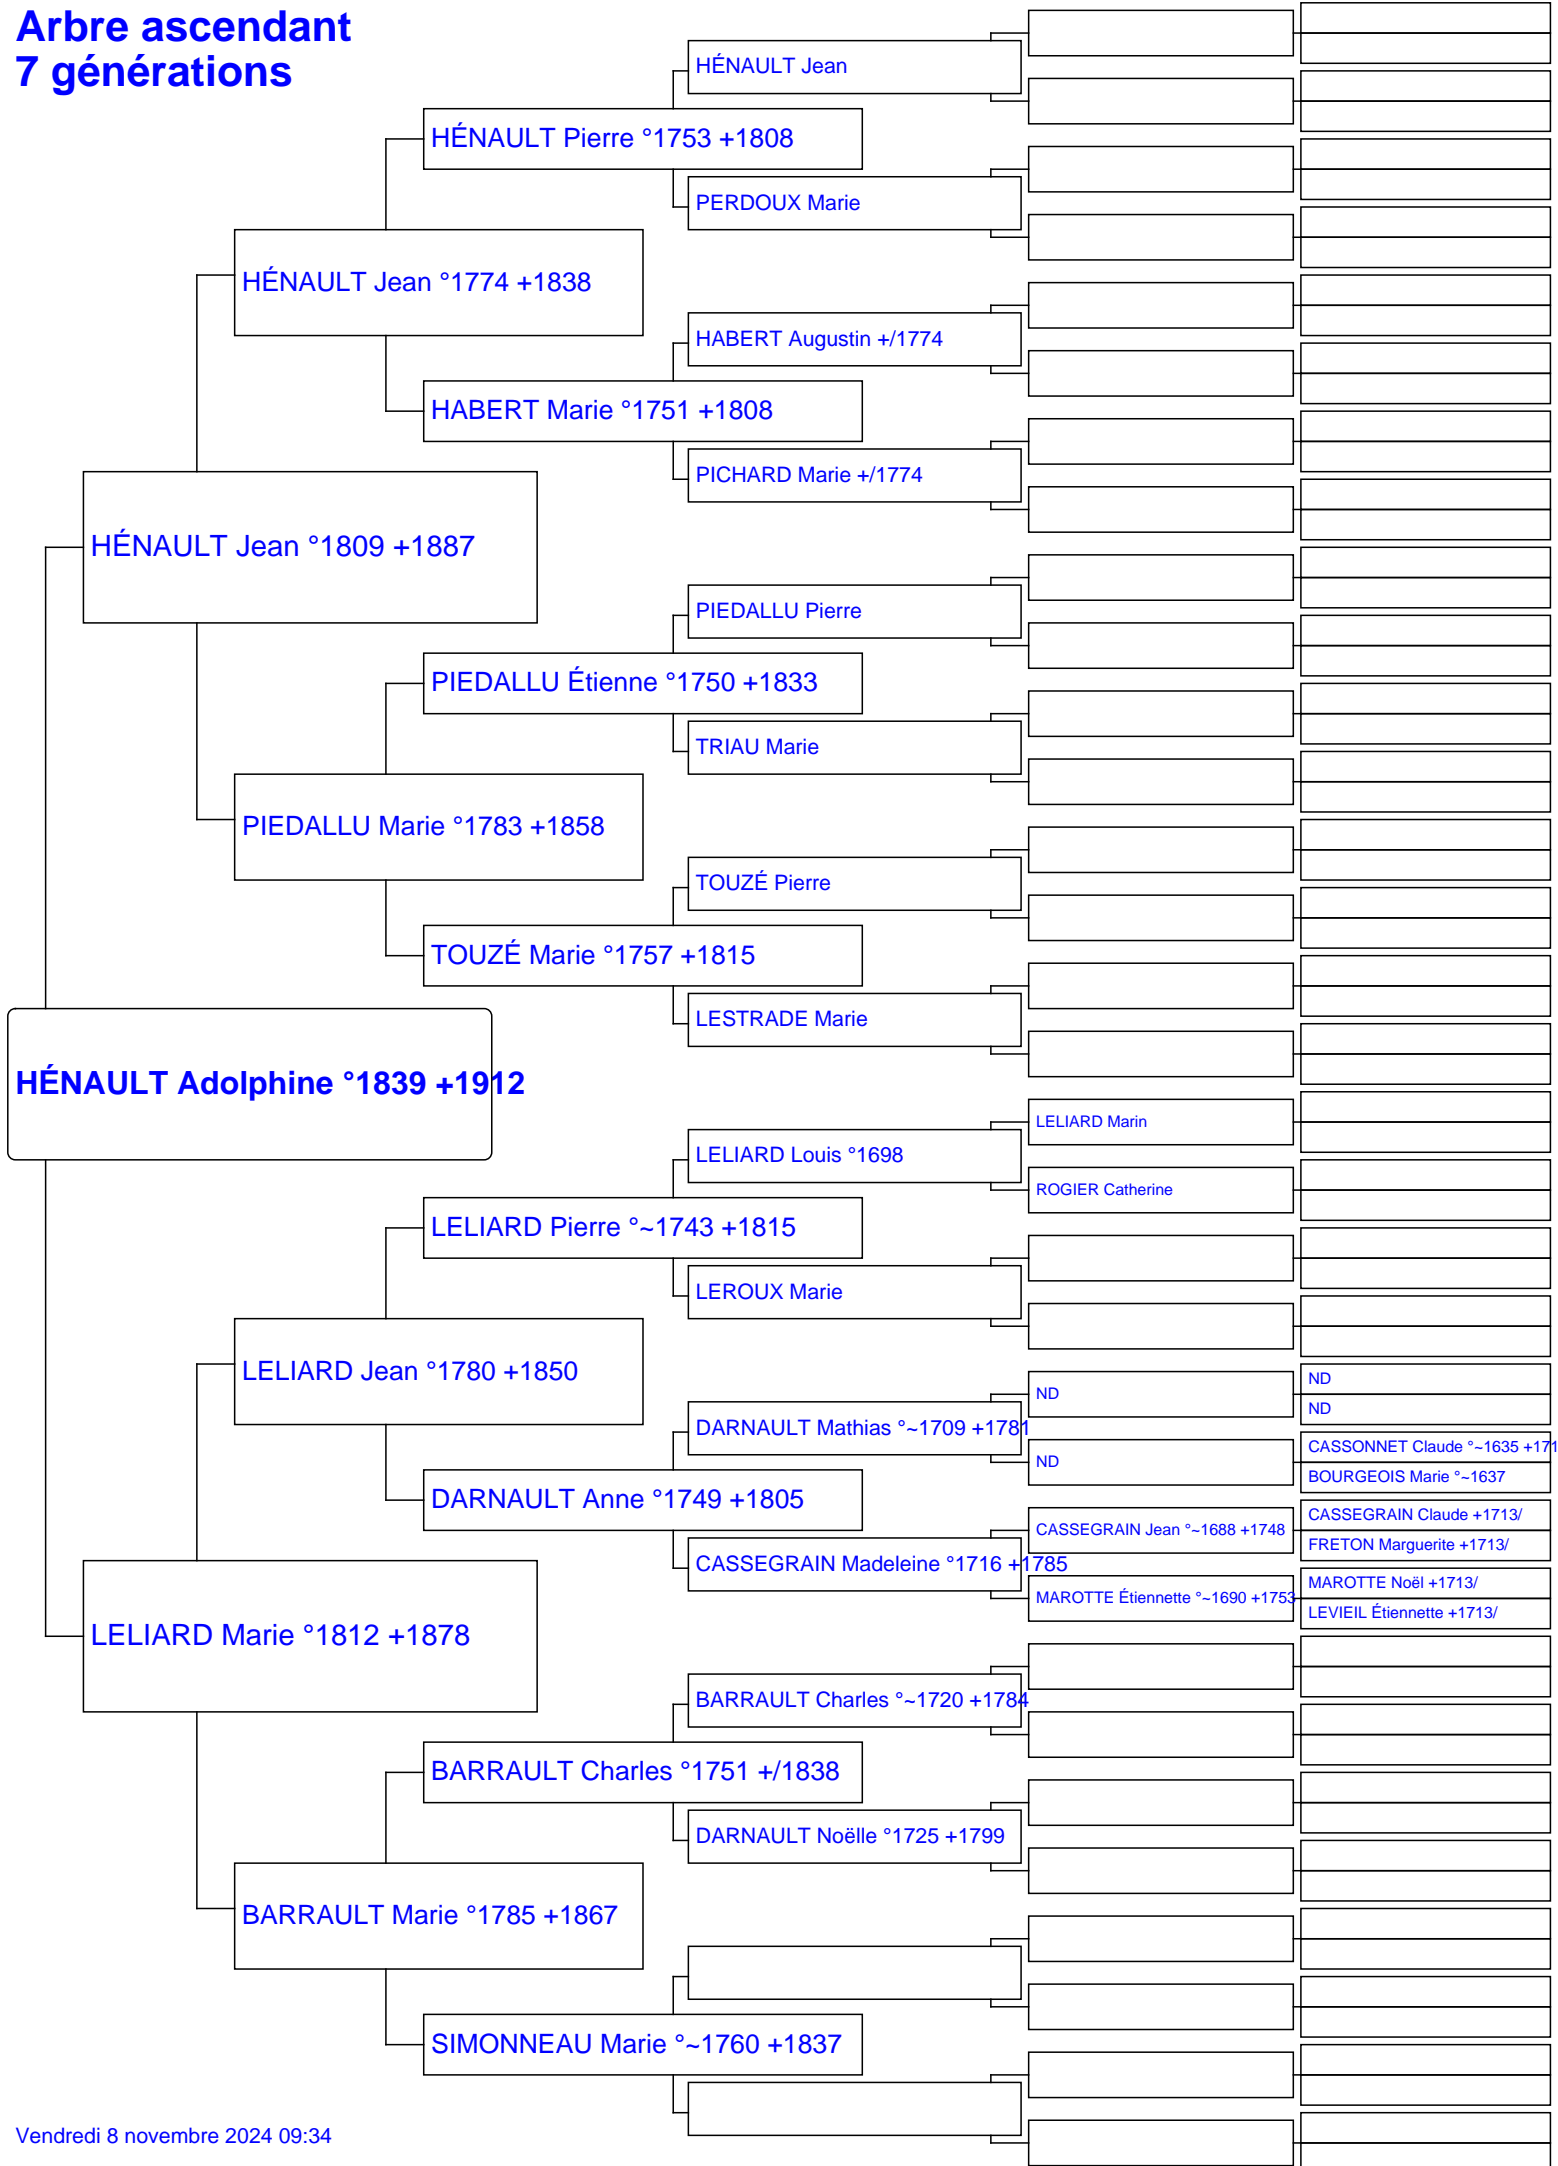 Arbre ascendant
7 générations
HÉNAULT Jean
HÉNAULT Pierre °1753 +1808
PERDOUX Marie
HÉNAULT Jean °1774 +1838
HABERT Augustin +/1774
HABERT Marie °1751 +1808
PICHARD Marie +/1774
HÉNAULT Jean °1809 +1887
PIEDALLU Pierre
PIEDALLU Étienne °1750 +1833
TRIAU Marie
PIEDALLU Marie °1783 +1858
TOUZÉ Pierre
TOUZÉ Marie °1757 +1815
LESTRADE Marie
HÉNAULT Adolphine °1839 +1912
LELIARD Marin
LELIARD Louis °1698
ROGIER Catherine
LELIARD Pierre °~1743 +1815
LEROUX Marie
LELIARD Jean °1780 +1850
ND
ND
ND
DARNAULT Mathias °~1709 +1781
ND
CASSONNET Claude °~1635 +171
BOURGEOIS Marie °~1637
DARNAULT Anne °1749 +1805
CASSEGRAIN Claude +1713/
CASSEGRAIN Jean °~1688 +1748
FRETON Marguerite +1713/
CASSEGRAIN Madeleine °1716 +1785
MAROTTE Noël +1713/
MAROTTE Étiennette °~1690 +1753
LEVIEIL Étiennette +1713/
LELIARD Marie °1812 +1878
BARRAULT Charles °~1720 +1784
BARRAULT Charles °1751 +/1838
DARNAULT Noëlle °1725 +1799
BARRAULT Marie °1785 +1867
SIMONNEAU Marie °~1760 +1837
Vendredi 8 novembre 2024 09:34